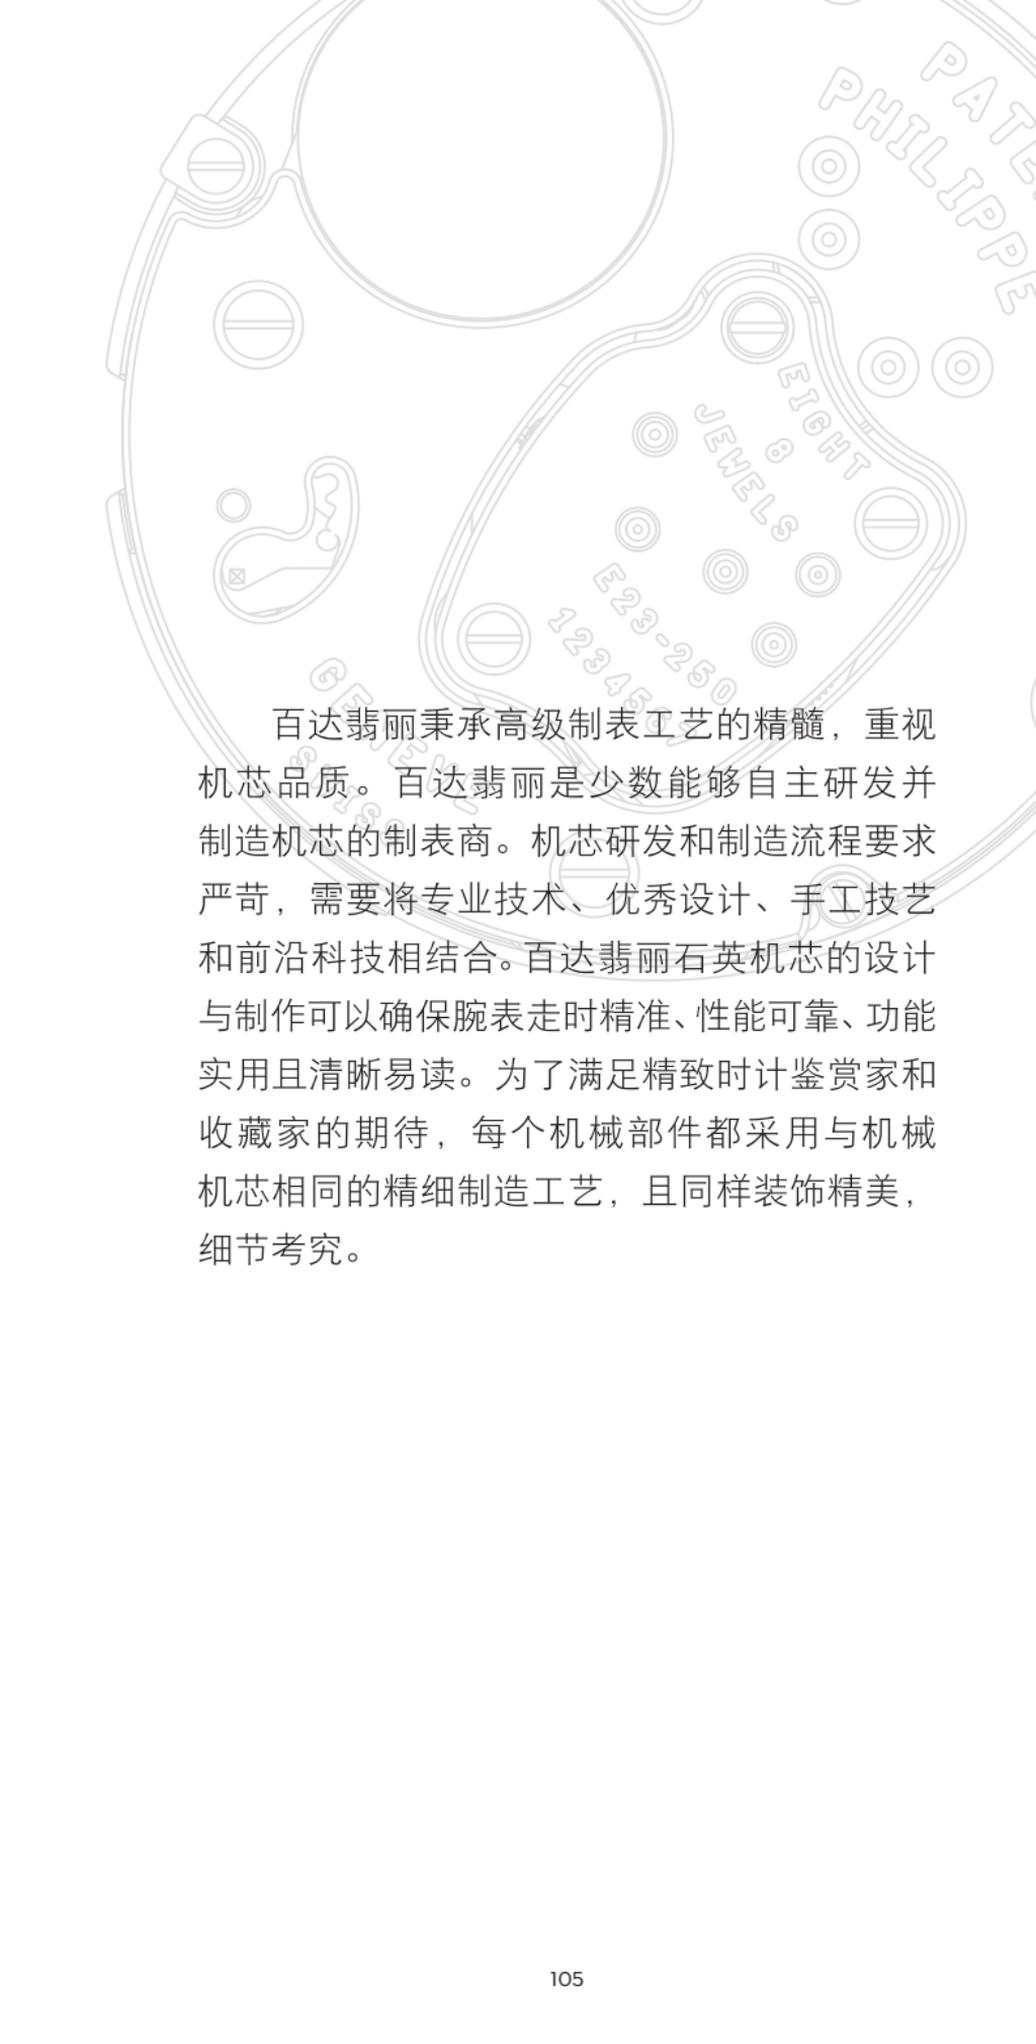 PATE
PHILIPPE
EIGHT
8
JEWELS
E23-250
1234567
GENEVE
SWISS
百达翡丽秉承高级制表工艺的精髓，重视
机芯品质。百达翡丽是少数能够自主研发并
制造机芯的制表商。机芯研发和制造流程要求
严苛，需要将专业技术、优秀设计、手工技艺
和前沿科技相结合。百达翡丽石英机芯的设计
与制作可以确保腕表走时精准、性能可靠、功能
实用且清晰易读。为了满足精致时计鉴赏家和
收藏家的期待，每个机械部件都采用与机械
机芯相同的精细制造工艺，且同样装饰精美，
细节考究。
105